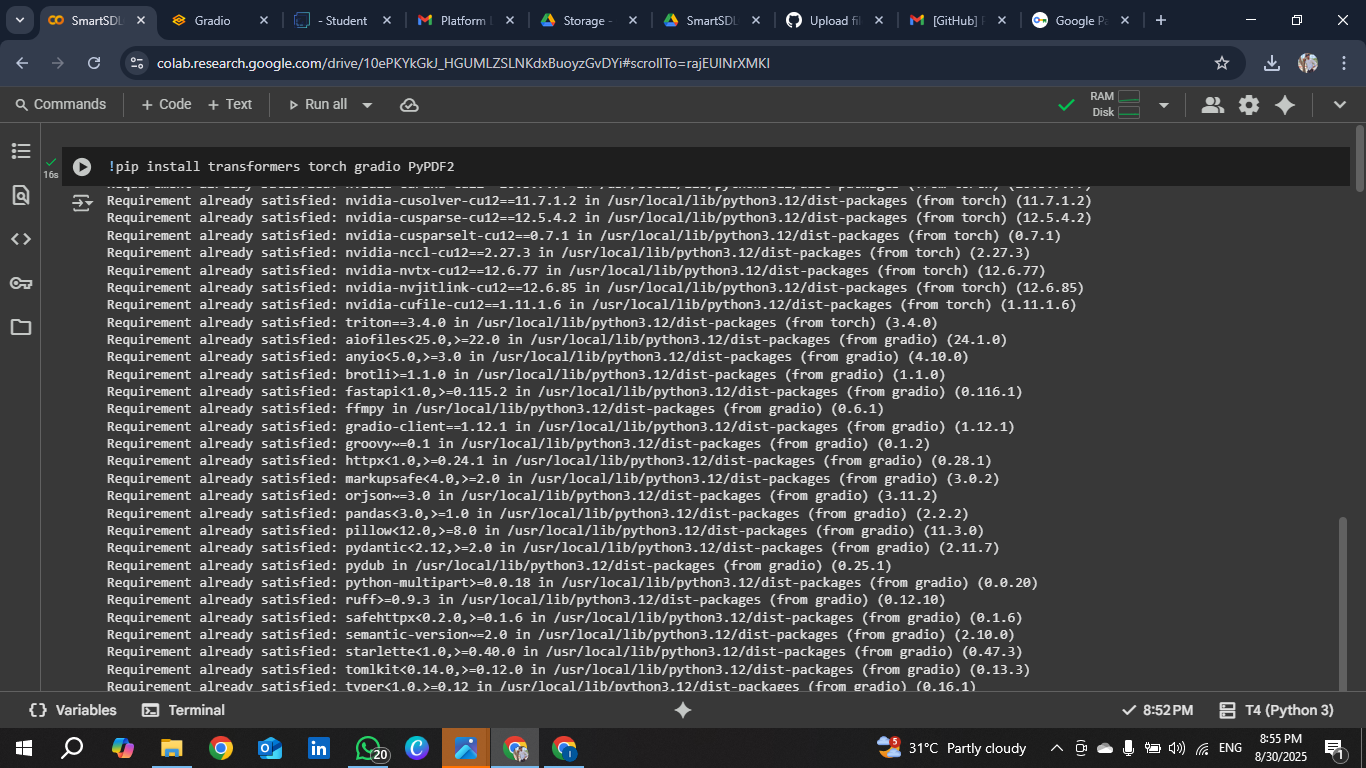 SmartSDL
Gradio
- Student
Platform L
Storage -
SmartSDL
Upload fil
[GitHub] P
Google Pa
colab.research.google.com/drive/10ePKYkGkJ_HGUMLZSLNKdxBuoyzGvDYi#scrollTo=rajEUINrXMKI
Commands + Code + Text Run all RAM Disk
16s
!pip install transformers torch gradio PyPDF2
Requirement already satisfied: nvidia-cusolver-cu12==11.7.1.2 in /usr/local/lib/python3.12/dist-packages (from torch) (11.7.1.2)
Requirement already satisfied: nvidia-cusparse-cu12==12.5.4.2 in /usr/local/lib/python3.12/dist-packages (from torch) (12.5.4.2)
Requirement already satisfied: nvidia-cusparselt-cu12==0.7.1 in /usr/local/lib/python3.12/dist-packages (from torch) (0.7.1)
Requirement already satisfied: nvidia-nccl-cu12==2.27.3 in /usr/local/lib/python3.12/dist-packages (from torch) (2.27.3)
Requirement already satisfied: nvidia-nvtx-cu12==12.6.77 in /usr/local/lib/python3.12/dist-packages (from torch) (12.6.77)
Requirement already satisfied: nvidia-nvjitlink-cu12==12.6.85 in /usr/local/lib/python3.12/dist-packages (from torch) (12.6.85)
Requirement already satisfied: nvidia-cufile-cu12==1.11.1.6 in /usr/local/lib/python3.12/dist-packages (from torch) (1.11.1.6)
Requirement already satisfied: triton==3.4.0 in /usr/local/lib/python3.12/dist-packages (from torch) (3.4.0)
Requirement already satisfied: aiofiles<25.0,>=22.0 in /usr/local/lib/python3.12/dist-packages (from gradio) (24.1.0)
Requirement already satisfied: anyio<5.0,>=3.0 in /usr/local/lib/python3.12/dist-packages (from gradio) (4.10.0)
Requirement already satisfied: brotli>=1.1.0 in /usr/local/lib/python3.12/dist-packages (from gradio) (1.1.0)
Requirement already satisfied: fastapi<1.0,>=0.115.2 in /usr/local/lib/python3.12/dist-packages (from gradio) (0.116.1)
Requirement already satisfied: ffmpy in /usr/local/lib/python3.12/dist-packages (from gradio) (0.6.1)
Requirement already satisfied: gradio-client==1.12.1 in /usr/local/lib/python3.12/dist-packages (from gradio) (1.12.1)
Requirement already satisfied: groovy~=0.1 in /usr/local/lib/python3.12/dist-packages (from gradio) (0.1.2)
Requirement already satisfied: httpx<1.0,>=0.24.1 in /usr/local/lib/python3.12/dist-packages (from gradio) (0.28.1)
Requirement already satisfied: markupsafe<4.0,>=2.0 in /usr/local/lib/python3.12/dist-packages (from gradio) (3.0.2)
Requirement already satisfied: orjson~=3.0 in /usr/local/lib/python3.12/dist-packages (from gradio) (3.11.2)
Requirement already satisfied: pandas<3.0,>=1.0 in /usr/local/lib/python3.12/dist-packages (from gradio) (2.2.2)
Requirement already satisfied: pillow<12.0,>=8.0 in /usr/local/lib/python3.12/dist-packages (from gradio) (11.3.0)
Requirement already satisfied: pydantic<2.12,>=2.0 in /usr/local/lib/python3.12/dist-packages (from gradio) (2.11.7)
Requirement already satisfied: pydub in /usr/local/lib/python3.12/dist-packages (from gradio) (0.25.1)
Requirement already satisfied: python-multipart>=0.0.18 in /usr/local/lib/python3.12/dist-packages (from gradio) (0.0.20)
Requirement already satisfied: ruff>=0.9.3 in /usr/local/lib/python3.12/dist-packages (from gradio) (0.12.10)
Requirement already satisfied: safehttpx<0.2.0,>=0.1.6 in /usr/local/lib/python3.12/dist-packages (from gradio) (0.1.6)
Requirement already satisfied: semantic-version~=2.0 in /usr/local/lib/python3.12/dist-packages (from gradio) (2.10.0)
Requirement already satisfied: starlette<1.0,>=0.40.0 in /usr/local/lib/python3.12/dist-packages (from gradio) (0.47.3)
Requirement already satisfied: tomlkit<0.14.0,>=0.12.0 in /usr/local/lib/python3.12/dist-packages (from gradio) (0.13.3)
Requirement already satisfied: typer<1.0,>=0.12 in /usr/local/lib/python3.12/dist-packages (from gradio) (0.16.1)
Variables Terminal 8:52 PM T4 (Python 3)
20
5
31°C Partly cloudy ENG
8:55 PM
8/30/2025
1